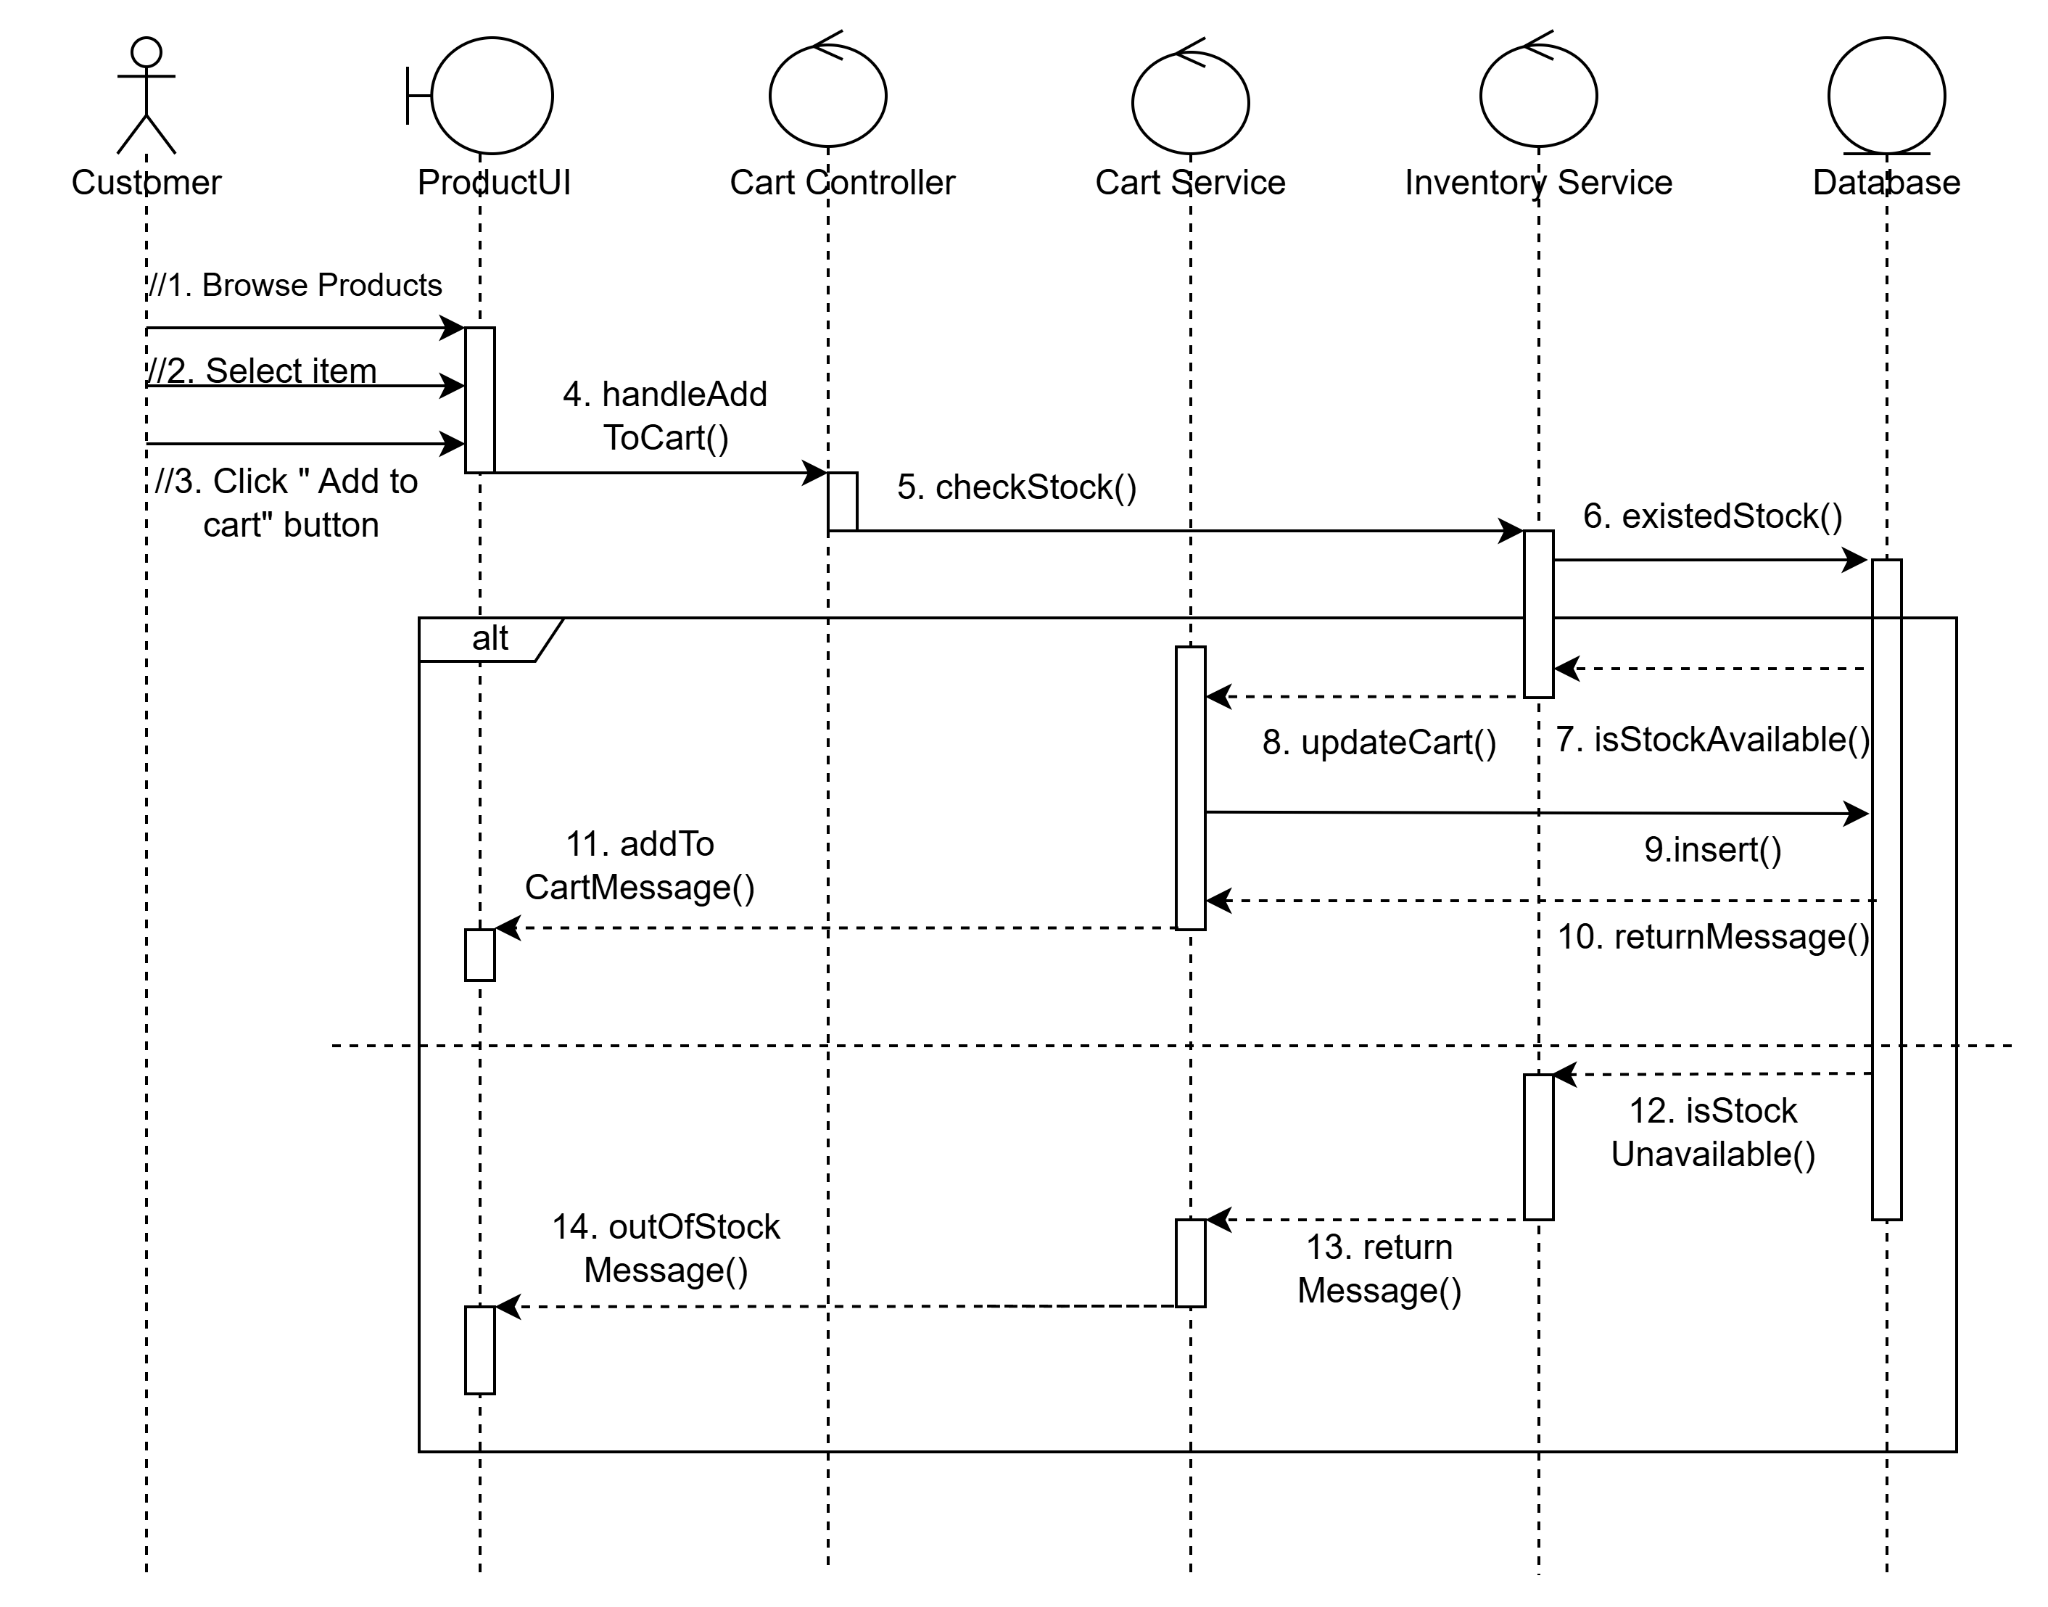 Customer
ProductUI
Cart Controller
Cart Service
Inventory Service
Database
//1. Browse Products
//2. Select item
4. handleAdd
ToCart()
//3. Click " Add to
cart" button
5. checkStock()
6. existedStock()
alt
8. updateCart()
7. isStockAvailable()
11. addTo
CartMessage()
9.insert()
10. returnMessage()
12. isStock
Unavailable()
14. outOfStock
Message()
13. return
Message()